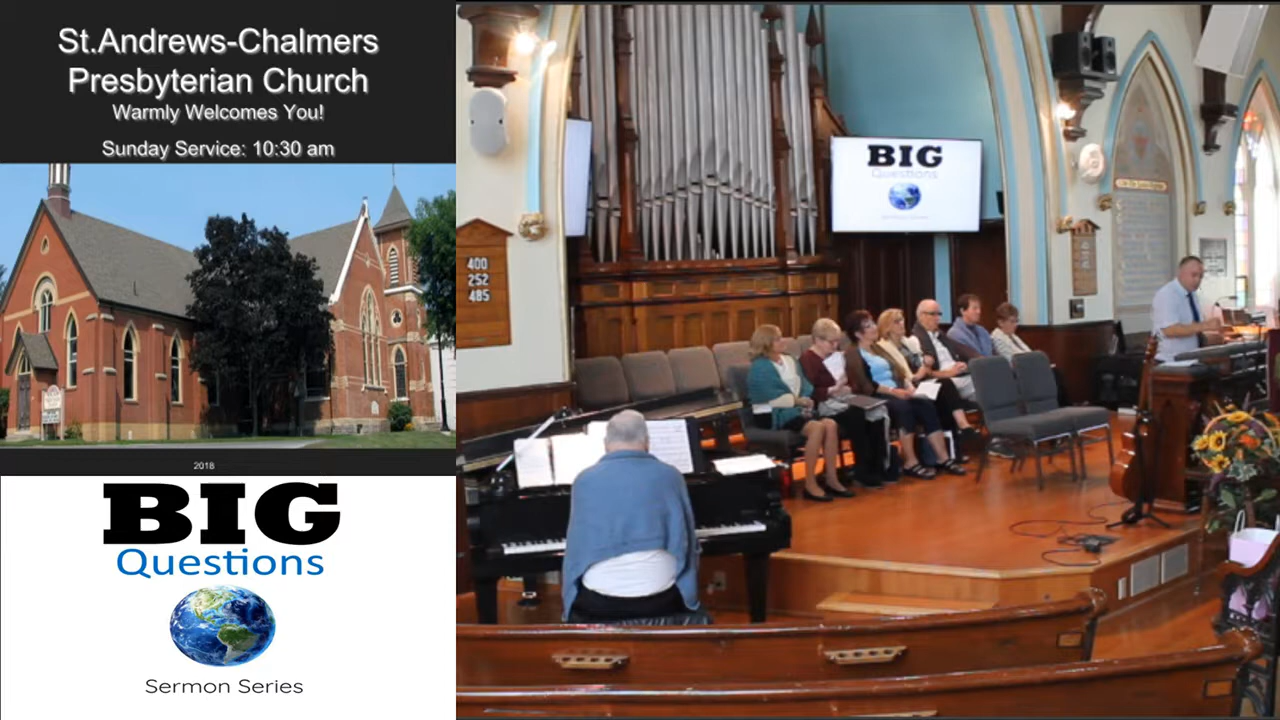 St.Andrews-Chalmers
Presbyterian Church
Warmly Welcomes You!
Sunday Service: 10:30 am
2018
BIG
Questions
Sermon Series
400
252
485
BIG
Questions